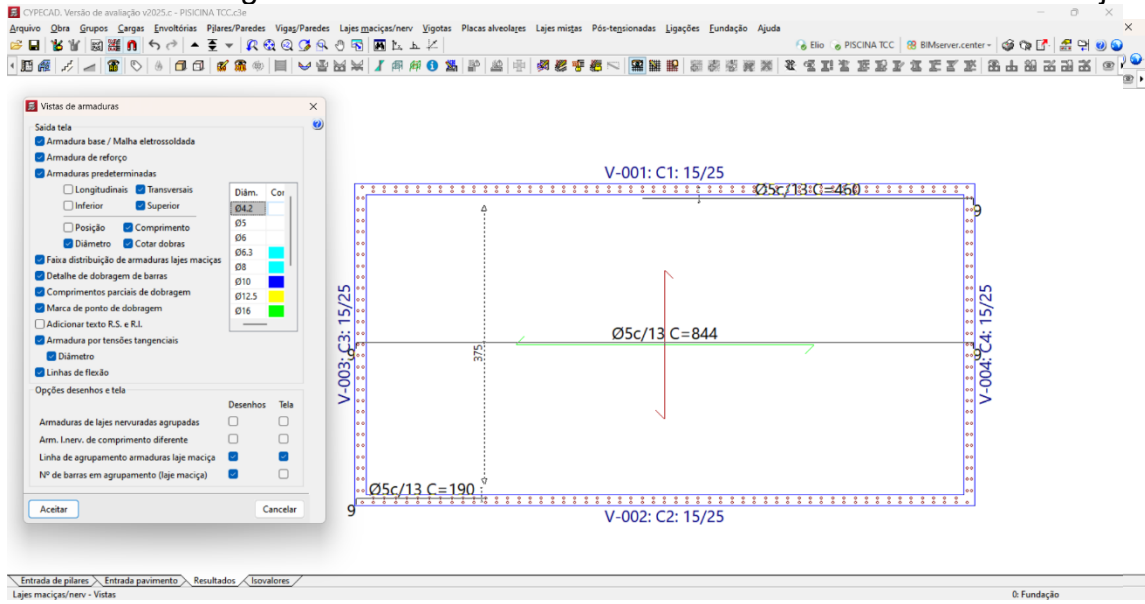 CYPECAD. Versão de avaliação v2025.c - PISICINA TCC.c3e
Arquivo Obra Grupos Cargas Envoltórias Pilares/Paredes Vigas/Paredes Lajes maciças/nerv Vigotas Placas alveolares Lajes mistas Pós-tensionadas Ligações Fundação Ajuda
Elio PISCINA TCC BIMserver.center
Vistas de armaduras
Saída tela
Armadura base / Malha eletrossoldada
Armadura de reforço
Armaduras predeterminadas
Longitudinais Transversais
Inferior Superior
Posição Comprimento
Diâmetro Cotar dobras
Diâm. Cor
Ø4.2
Ø5
Ø6
Ø6.3
Ø8
Ø10
Ø12.5
Ø16
Faixa distribuição de armaduras lajes maciças
Detalhe de dobragem de barras
Comprimentos parciais de dobragem
Marca de ponto de dobragem
Adicionar texto R.S. e R.I.
Armadura por tensões tangenciais
Diâmetro
Linhas de flexão
Opções desenhos e tela
Desenhos Tela
Armaduras de lajes nervuradas agrupadas
Arm. l.nerv. de comprimento diferente
Linha de agrupamento armaduras laje maciça
Nº de barras em agrupamento (laje maciça)
Aceitar Cancelar
V-001: C1: 15/25
Ø5c/13 C=460
9
V-003: C3: 15/25
9
375
Ø5c/13 C=844
9
V-004: C4: 15/25
Ø5c/13 C=190
9
V-002: C2: 15/25
Entrada de pilares Entrada pavimento Resultados Isovalores
Lajes maciças/nerv - Vistas 0: Fundação